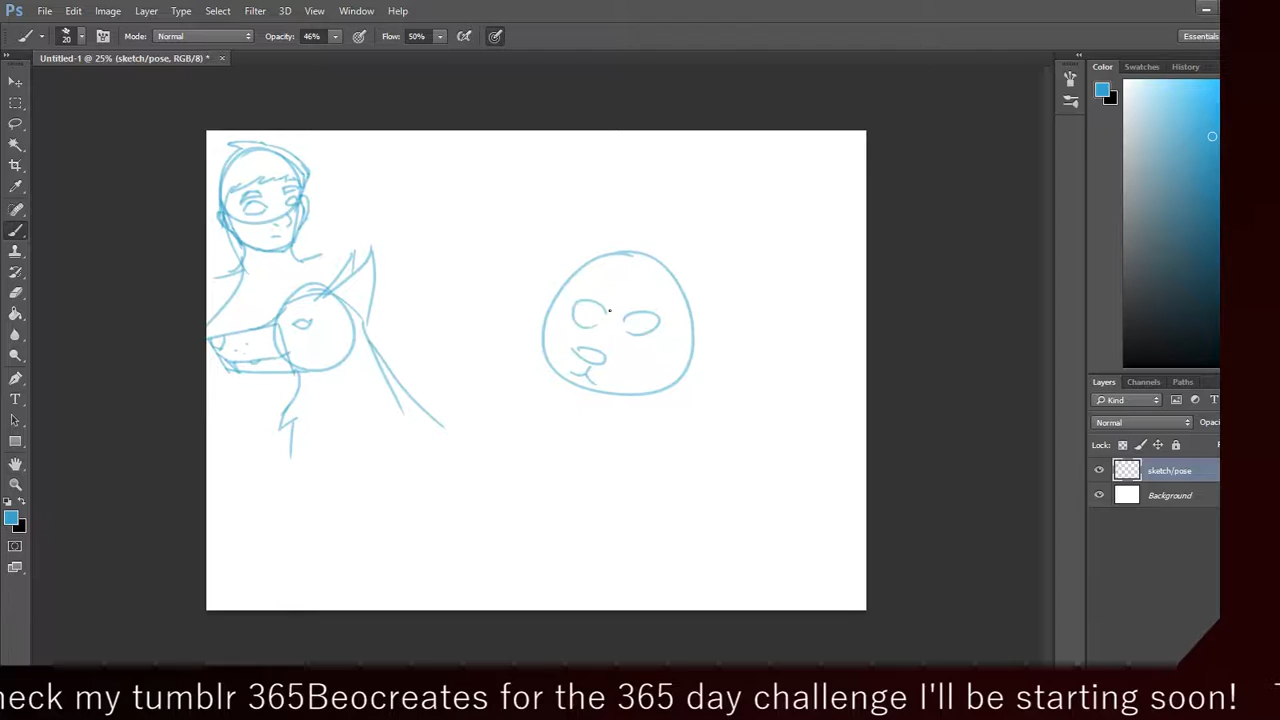 Ps File Edit Image Layer Type Select Filter 3D View Window Help
20 Mode: Normal Opacity: 46% Flow: 50% Essentials
Untitled-1 @ 25% (sketch/pose, RGB/8) * ×
Color Swatches History
Layers Channels Paths
Kind T
Normal Opac
Lock:
sketch/pose
Background
heck my tumblr 365Beocreates for the 365 day challenge I'll be starting soon!